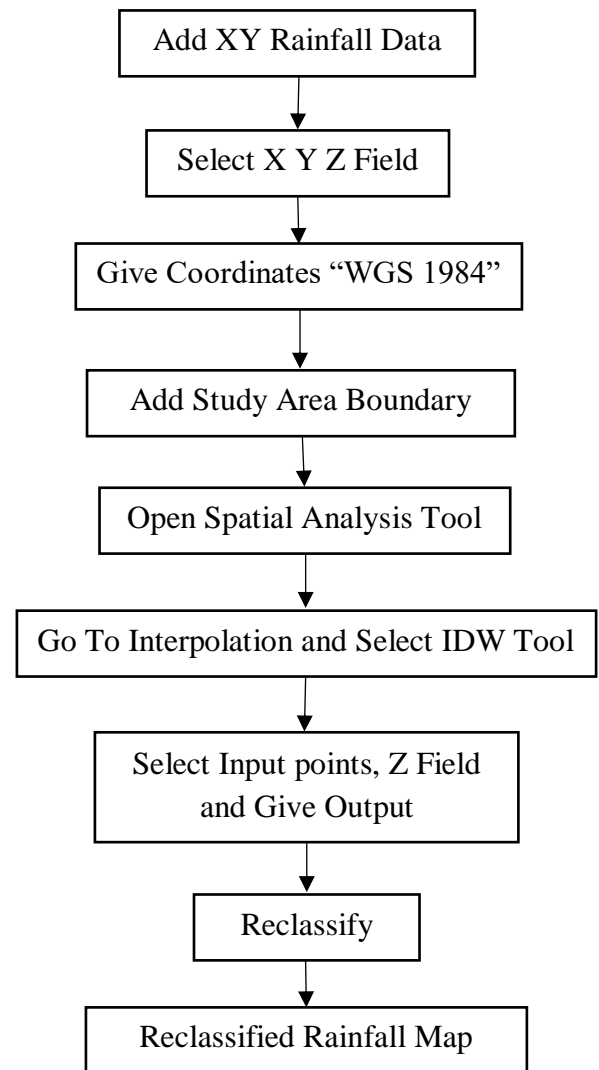 Add XY Rainfall Data
Select X Y Z Field
Give Coordinates “WGS 1984”
Add Study Area Boundary
Open Spatial Analysis Tool
Go To Interpolation and Select IDW Tool
Select Input points, Z Field
and Give Output
Reclassify
Reclassified Rainfall Map